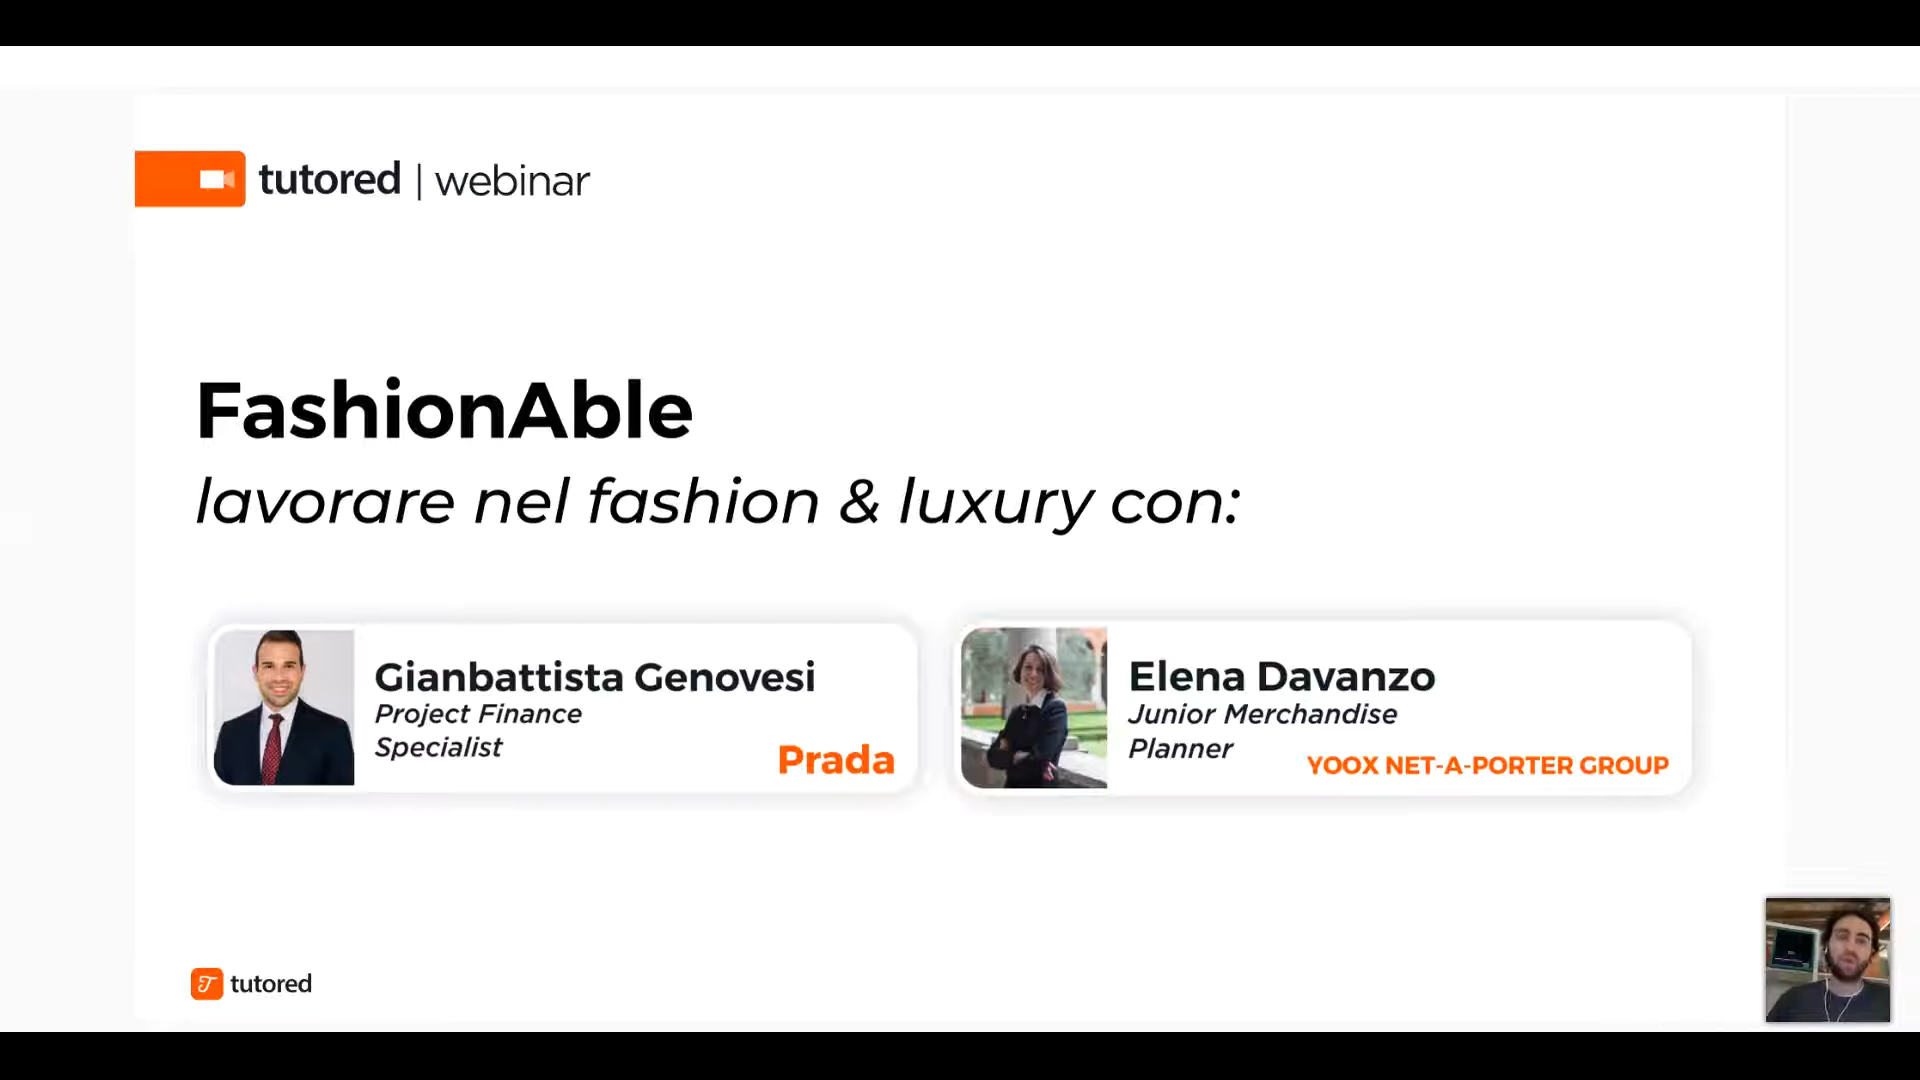 tutored | webinar
FashionAble
lavorare nel fashion & luxury con:
Gianbattista Genovesi
Project Finance
Specialist
Prada
Elena Davanzo
Junior Merchandise
Planner
YOOX NET-A-PORTER GROUP
tutored